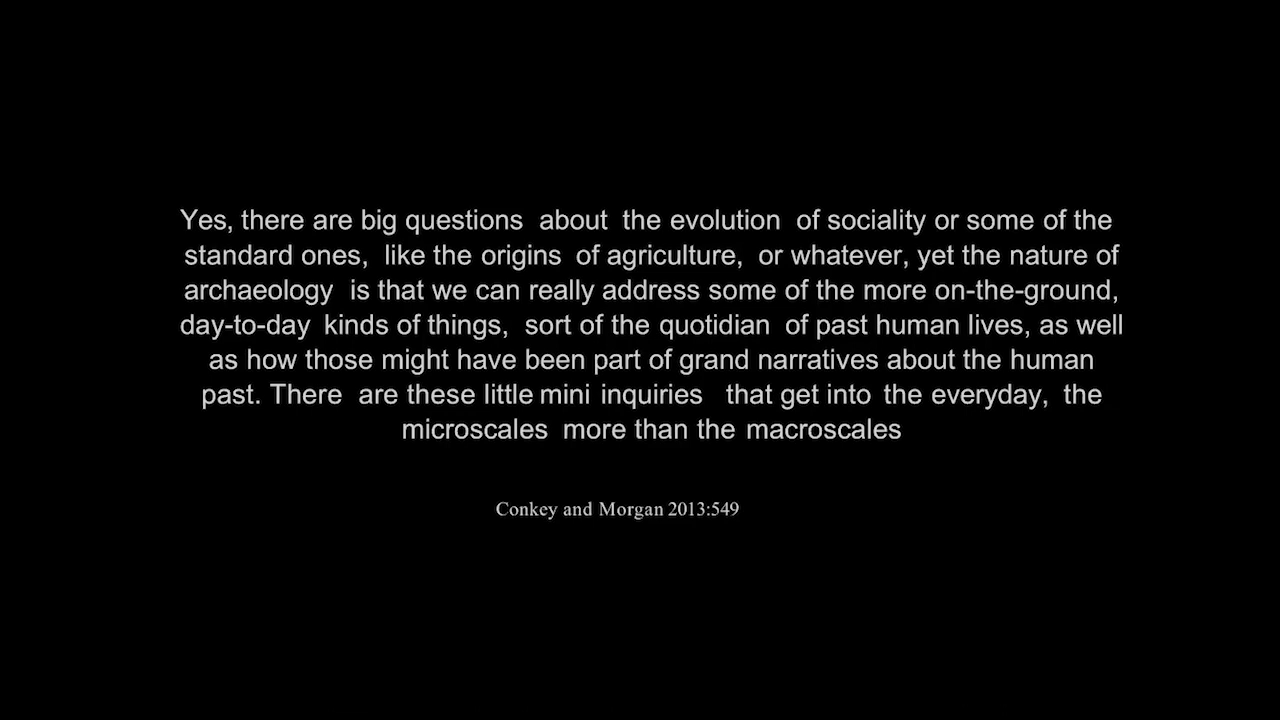 Yes, there are big questions about the evolution of sociality or some of the
standard ones, like the origins of agriculture, or whatever, yet the nature of
archaeology is that we can really address some of the more on-the-ground,
day-to-day kinds of things, sort of the quotidian of past human lives, as well
as how those might have been part of grand narratives about the human
past. There are these little mini inquiries that get into the everyday, the
microscales more than the macroscales
Conkey and Morgan 2013:549